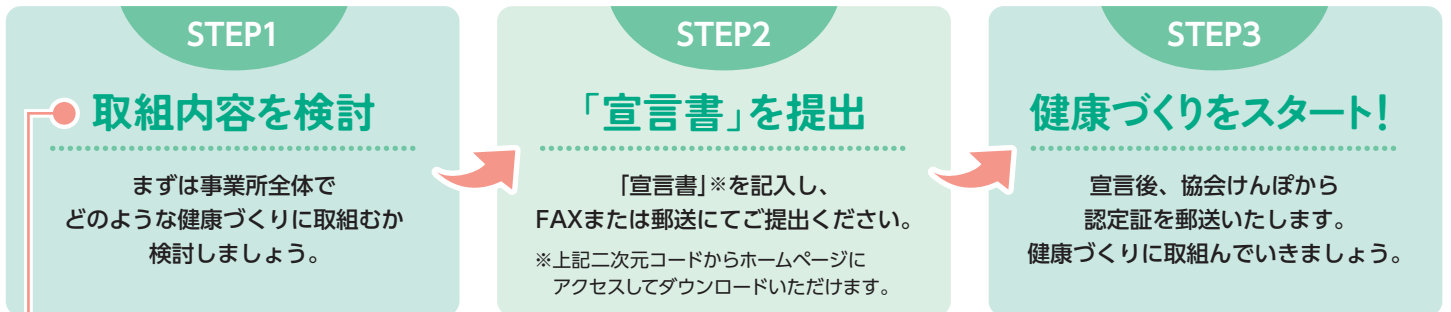 STEP1
取組内容を検討
まずは事業所全体で
どのような健康づくりに取組むか
検討しましょう。
STEP2
「宣言書」を提出
「宣言書」※を記入し、
FAXまたは郵送にてご提出ください。
※上記二次元コードからホームページに
アクセスしてダウンロードいただけます。
STEP3
健康づくりをスタート!
宣言後、協会けんぽから
認定証を郵送いたします。
健康づくりに取組んでいきましょう。